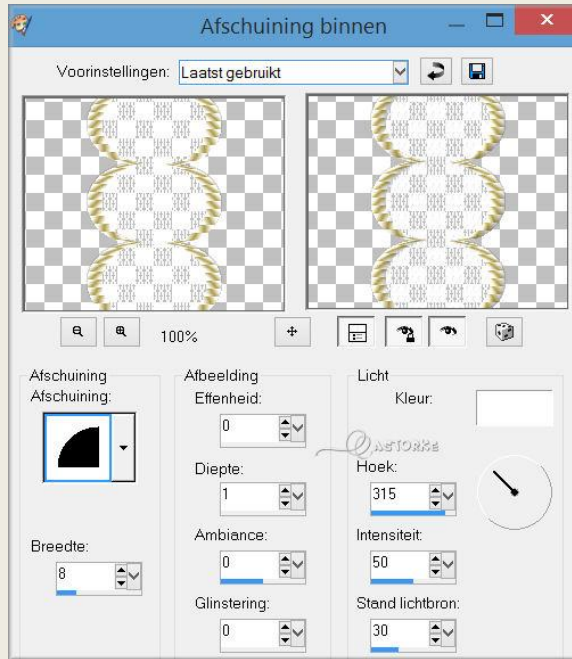 Afschuining binnen
Voorinstellingen: Laatst gebruikt
100%
Afschuining
Afschuining:
Breedte:
8
Afbeelding
Effenheid:
0
Diepte:
1
Ambiance:
0
Glinstering:
0
Licht
Kleur:
Hoek:
315
Intensiteit:
50
Stand lichtbron:
30